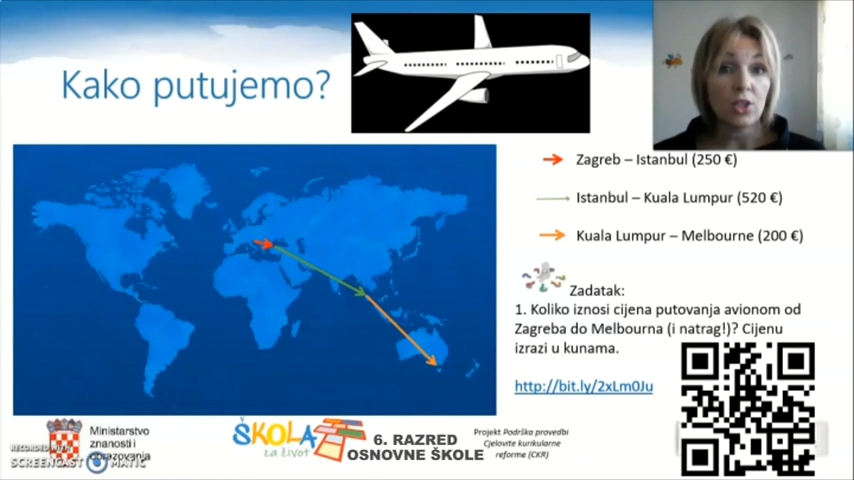 Kako putujemo?
Zagreb – Istanbul (250 €)
Istanbul – Kuala Lumpur (520 €)
Kuala Lumpur – Melbourne (200 €)
Zadatak:
1. Koliko iznosi cijena putovanja avionom od
Zagreba do Melbourna (i natrag!)? Cijenu
izrazi u kunama.
http://bit.ly/2xLm0Ju
Ministarstvo
znanosti i
obrazovanja
RECORDED WITH
SCREENCAST MATIC
ŠKOLA
za život
6. RAZRED
OSNOVNE ŠKOLE
Projekt Podrška provedbi
Cjelovite kurikularne
reforme (CKR)